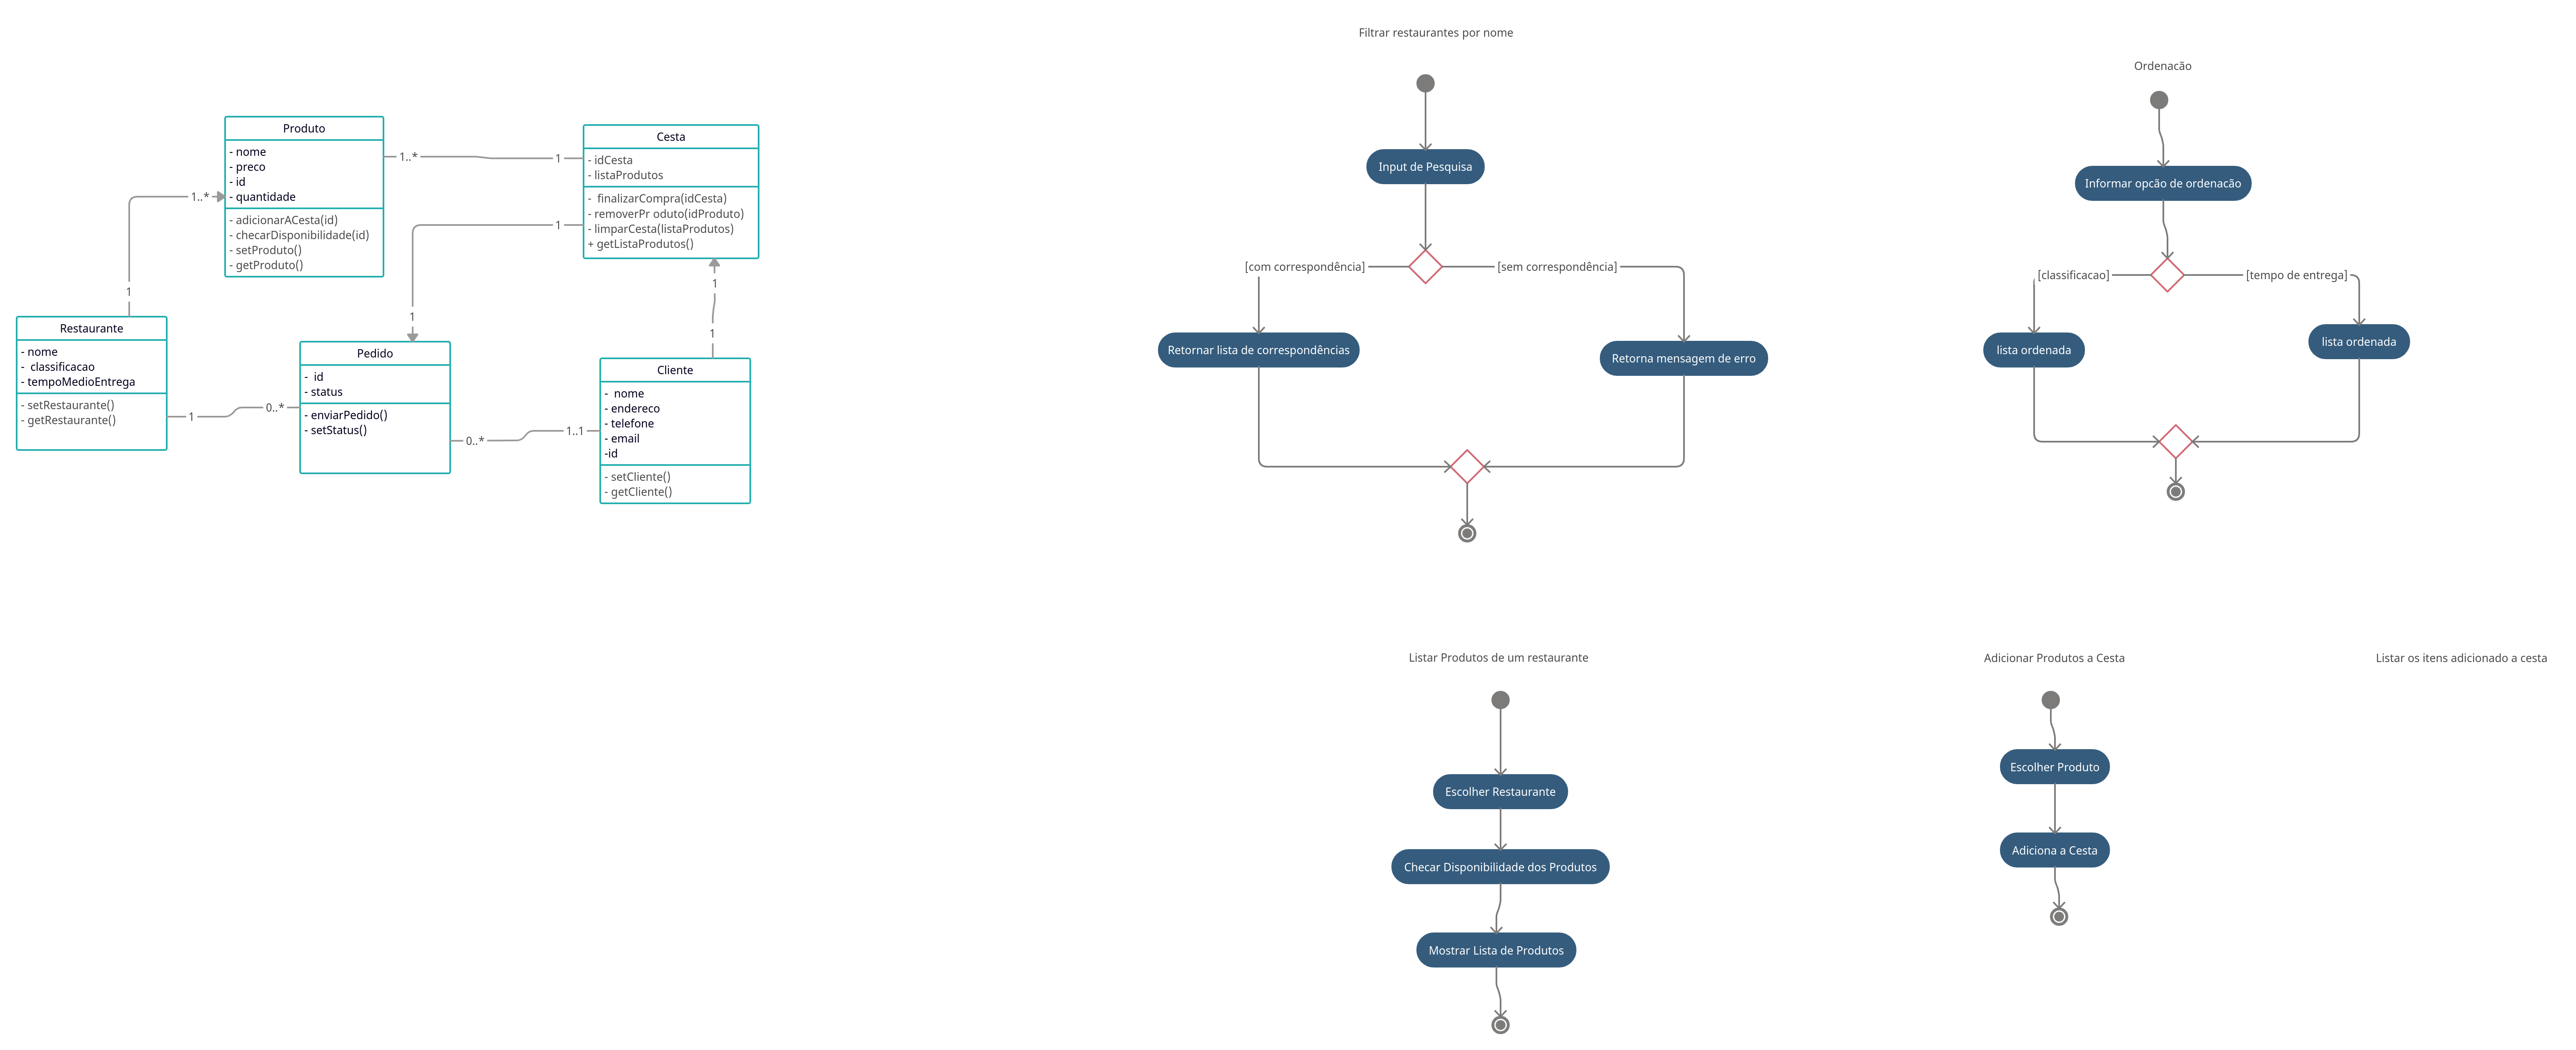 Produto
- nome
- preco
- id
- quantidade
- adicionarACesta(id)
- checarDisponibilidade(id)
- setProduto()
- getProduto()
1..*
1
Cesta
- idCesta
- listaProdutos
-  finalizarCompra(idCesta)
- removerPr oduto(idProduto)
- limparCesta(listaProdutos)
+ getListaProdutos()
1..*
1
1
1
1
1
Restaurante
- nome
-  classificacao
- tempoMedioEntrega
- setRestaurante()
- getRestaurante()
1
0..*
Pedido
-  id
- status
- enviarPedido()
- setStatus()
0..*
1..1
Cliente
-  nome
- endereco
- telefone
- email
-id
- setCliente()
- getCliente()
Filtrar restaurantes por nome
Input de Pesquisa
[com correspondência]
[sem correspondência]
Retornar lista de correspondências
Retorna mensagem de erro
Ordenacão
Informar opcão de ordenacão
[classificacao]
[tempo de entrega]
lista ordenada
lista ordenada
Listar Produtos de um restaurante
Escolher Restaurante
Checar Disponibilidade dos Produtos
Mostrar Lista de Produtos
Adicionar Produtos a Cesta
Escolher Produto
Adiciona a Cesta
Listar os itens adicionado a cesta